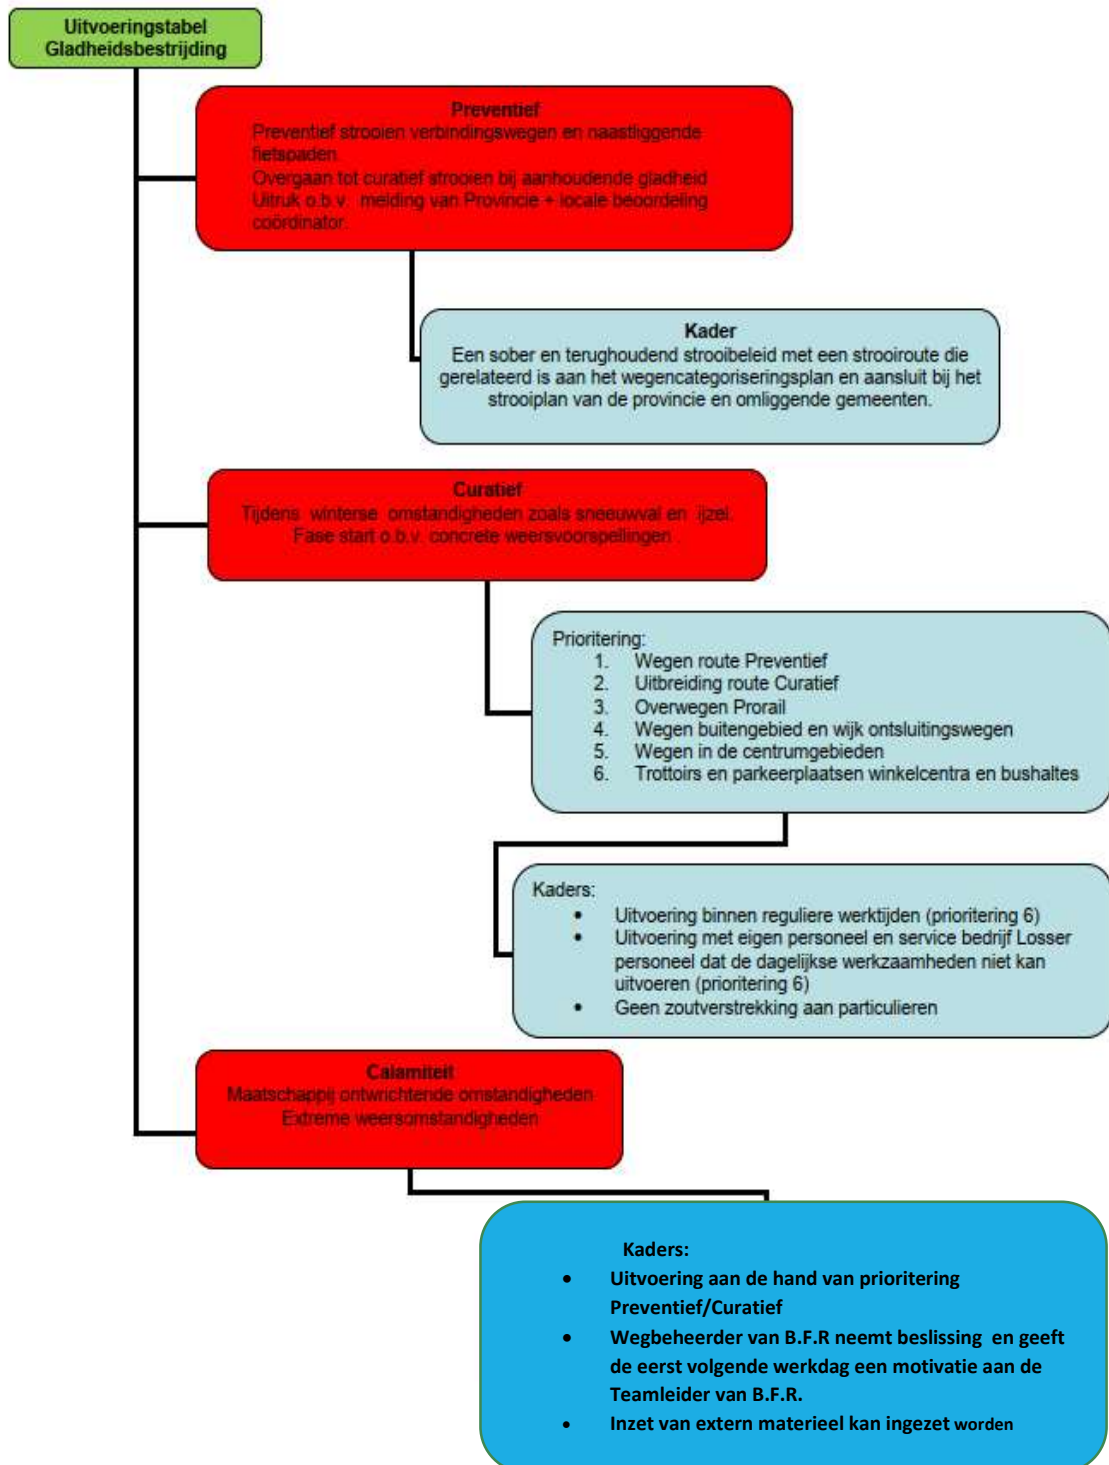 Uitvoeringstabel
Gladheidsbestrijding
Preventief
Preventief strooien verbindingswegen en naastliggende
fietspaden
Overgaan tot curatief strooien bij aanhoudende gladheid
Uitruk o.b.v. melding van Provincie + locale beoordeling
coördinator.
Kader
Een sober en terughoudend strooibeleid met een strooiroute die
gerelateerd is aan het wegencategoriseringsplan en aansluit bij het
strooiplan van de provincie en omliggende gemeenten.
Curatief
Tijdens winterse omstandigheden zoals sneeuwval en ijzel.
Fase start o.b.v. concrete weersvoorspellingen
Prioritering:
1. Wegen route Preventief
2. Uitbreiding route Curatief
3. Overwegen Prorail
4. Wegen buitengebied en wijk ontsluitingswegen
5. Wegen in de centrumgebieden
6. Trottoirs en parkeerplaatsen winkelcentra en bushaltes
Kaders:
• Uitvoering binnen reguliere werktijden (prioritering 6)
• Uitvoering met eigen personeel en service bedrijf Losser
personeel dat de dagelijkse werkzaamheden niet kan
uitvoeren (prioritering 6)
• Geen zoutverstrekking aan particulieren
Calamiteit
Maatschappij ontwrichtende omstandigheden
Extreme weersomstandigheden
Kaders:
• Uitvoering aan de hand van prioritering
Preventief/Curatief
• Wegbeheerder van B.F.R neemt beslissing en geeft
de eerst volgende werkdag een motivatie aan de
Teamleider van B.F.R.
• Inzet van extern materieel kan ingezet worden